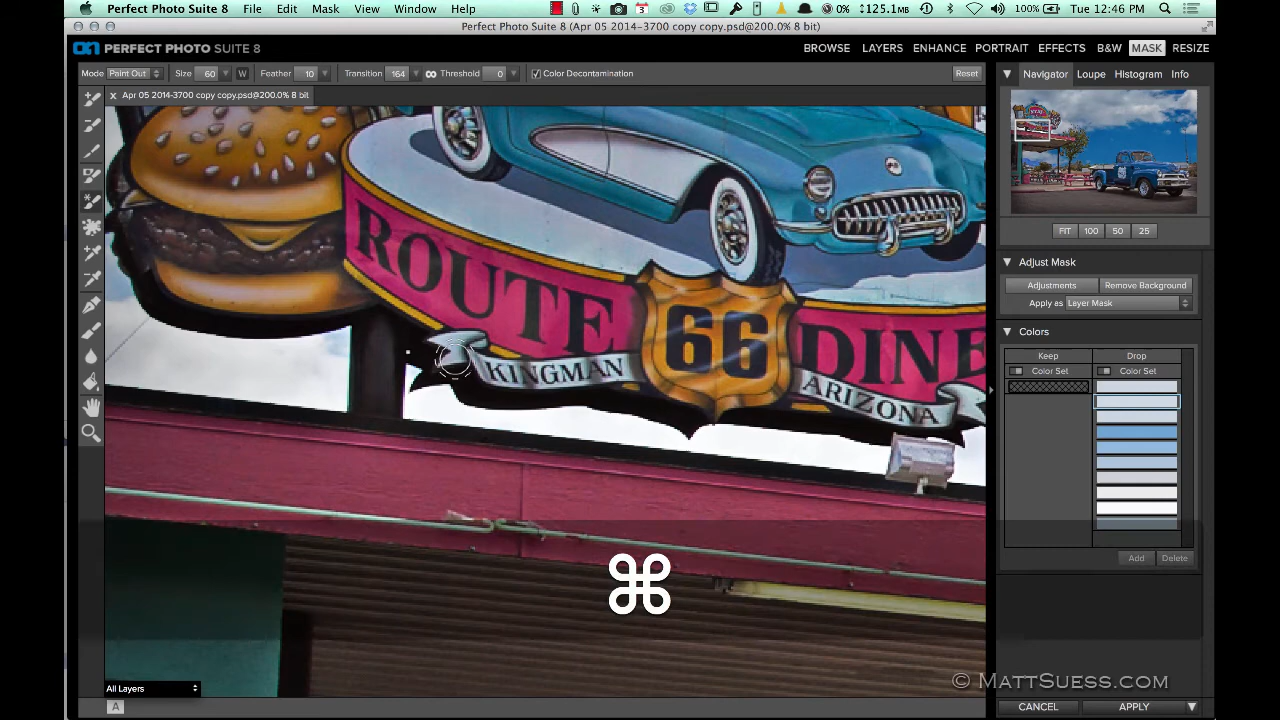 Perfect Photo Suite 8 File Edit Mask View Window Help 3 0% 125.1MB 100% Tue 12:46 PM
Perfect Photo Suite 8 (Apr 05 2014-3700 copy copy.psd@200.0% 8 bit)
on PERFECT PHOTO SUITE 8 BROWSE LAYERS ENHANCE PORTRAIT EFFECTS B&W MASK RESIZE
Mode Paint Out Size 60 W Feather 10 Transition 164 Threshold 0 Color Decontamination Reset
Navigator Loupe Histogram Info
x Apr 05 2014-3700 copy copy.psd@200.0% 8 bit
FIT 100 50 25
Adjust Mask
Adjustments Remove Background
Apply as Layer Mask
Colors
Keep Drop
Color Set Color Set
Add Delete
ROUTE 66 DINE
KINGMAN ARIZONA
⌘
© MATTSUESS.COM
All Layers
A
CANCEL APPLY